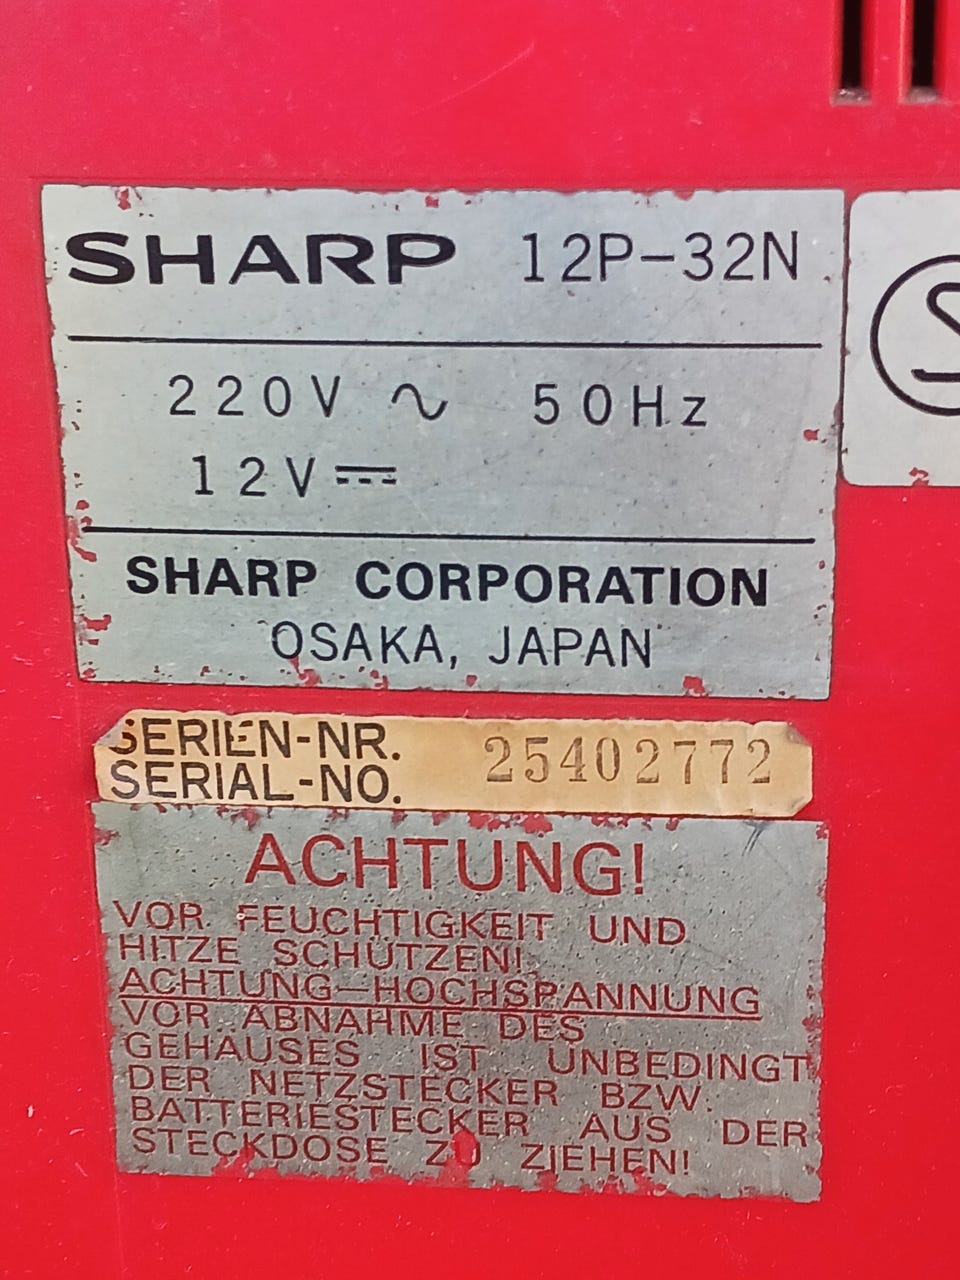 SHARP 12P-32N
220V ~ 50Hz
12V ⎓
SHARP CORPORATION
OSAKA, JAPAN
S
SERIEN-NR.
SERIAL-NO. 25402772
ACHTUNG!
VOR FEUCHTIGKEIT UND
HITZE SCHÜTZEN!
ACHTUNG-HOCHSPANNUNG
VOR ABNAHME DES
GEHAUSES IST UNBEDINGT
DER NETZSTECKER BZW.
BATTERIESTECKER AUS DER
STECKDOSE ZU ZIEHEN!